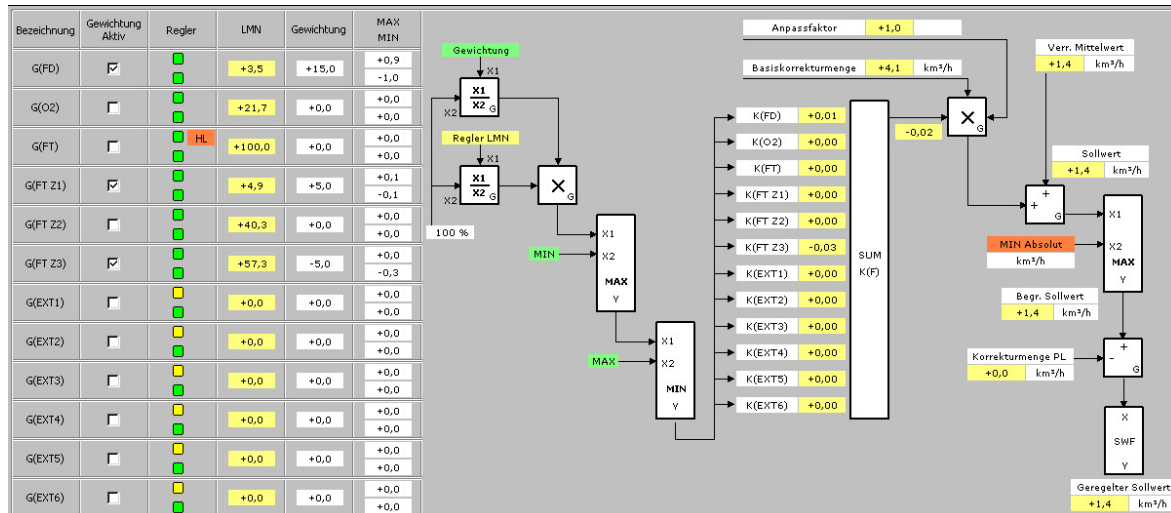 Bezeichnung Gewichtung Aktiv Regler LMN Gewichtung MAX MIN
G(FD) +3,5 +15,0 +0,9
-1,0
G(O2) +21,7 +0,0 +0,0
+0,0
G(FT) HL +100,0 +0,0 +0,0
+0,0
G(FT Z1) +4,9 +5,0 +0,1
-0,1
G(FT Z2) +40,3 +0,0 +0,0
+0,0
G(FT Z3) +57,3 -5,0 +0,0
-0,3
G(EXT1) +0,0 +0,0 +0,0
+0,0
G(EXT2) +0,0 +0,0 +0,0
+0,0
G(EXT3) +0,0 +0,0 +0,0
+0,0
G(EXT4) +0,0 +0,0 +0,0
+0,0
G(EXT5) +0,0 +0,0 +0,0
+0,0
G(EXT6) +0,0 +0,0 +0,0
+0,0
Gewichtung
X1
X1
X2 G
X2
Regler LMN
X1
X1
X2 G
X2
100 %
X G
MIN
X1
X2
MAX
Y
MAX
X1
X2
MIN
Y
K(FD) +0,01
K(O2) +0,00
K(FT) +0,00
K(FT Z1) +0,00
K(FT Z2) +0,00
K(FT Z3) -0,03
K(EXT1) +0,00
K(EXT2) +0,00
K(EXT3) +0,00
K(EXT4) +0,00
K(EXT5) +0,00
K(EXT6) +0,00
SUM
K(F)
Anpassfaktor +1,0
Basiskorrekturmenge +4,1 km³/h
-0,02
X G
Verr. Mittelwert
+1,4 km³/h
+
+
G
Sollwert
+1,4 km³/h
MIN Absolut
km³/h
X1
X2
MAX
Y
Begr. Sollwert
+1,4 km³/h
Korrekturmenge PL
+0,0 km³/h
+
-
G
X
SWF
Y
Geregelter Sollwert
+1,4 km³/h